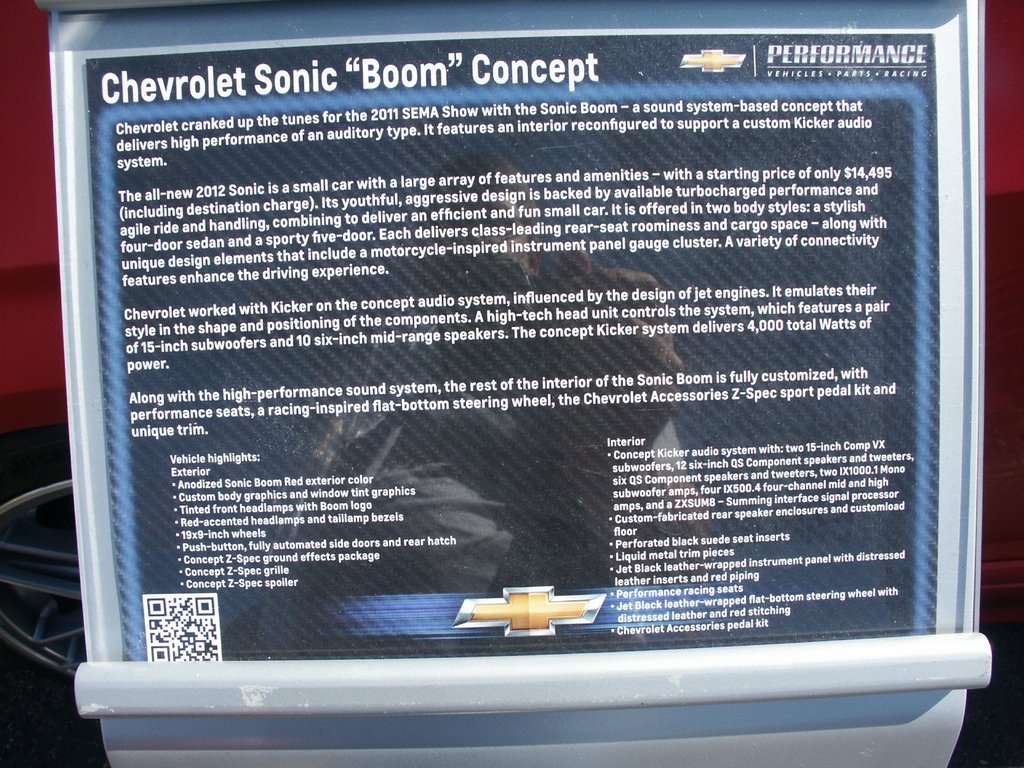 Chevrolet Sonic “Boom” Concept
PERFORMANCE
VEHICLES • PARTS • RACING
Chevrolet cranked up the tunes for the 2011 SEMA Show with the Sonic Boom – a sound system-based concept that
delivers high performance of an auditory type. It features an interior reconfigured to support a custom Kicker audio
system.
The all-new 2012 Sonic is a small car with a large array of features and amenities – with a starting price of only $14,495
(including destination charge). Its youthful, aggressive design is backed by available turbocharged performance and
agile ride and handling, combining to deliver an efficient and fun small car. It is offered in two body styles: a stylish
four-door sedan and a sporty five-door. Each delivers class-leading rear-seat roominess and cargo space – along with
unique design elements that include a motorcycle-inspired instrument panel gauge cluster. A variety of connectivity
features enhance the driving experience.
Chevrolet worked with Kicker on the concept audio system, influenced by the design of jet engines. It emulates their
style in the shape and positioning of the components. A high-tech head unit controls the system, which features a pair
of 15-inch subwoofers and 10 six-inch mid-range speakers. The concept Kicker system delivers 4,000 total Watts of
power.
Along with the high-performance sound system, the rest of the interior of the Sonic Boom is fully customized, with
performance seats, a racing-inspired flat-bottom steering wheel, the Chevrolet Accessories Z-Spec sport pedal kit and
unique trim.
Vehicle highlights:
Exterior
• Anodized Sonic Boom Red exterior color
• Custom body graphics and window tint graphics
• Tinted front headlamps with Boom logo
• Red-accented headlamps and taillamp bezels
• 19x9-inch wheels
• Push-button, fully automated side doors and rear hatch
• Concept Z-Spec ground effects package
• Concept Z-Spec grille
• Concept Z-Spec spoiler
Interior
• Concept Kicker audio system with: two 15-inch Comp VX
subwoofers, 12 six-inch QS Component speakers and tweeters,
six QS Component speakers and tweeters, two IX1000.1 Mono
subwoofer amps, four IX500.4 four-channel mid and high
amps, and a ZXSUM8 – Summing interface signal processor
• Custom-fabricated rear speaker enclosures and customload
floor
• Perforated black suede seat inserts
• Liquid metal trim pieces
• Jet Black leather-wrapped instrument panel with distressed
leather inserts and red piping
• Performance racing seats
• Jet Black leather-wrapped flat-bottom steering wheel with
distressed leather and red stitching
• Chevrolet Accessories pedal kit